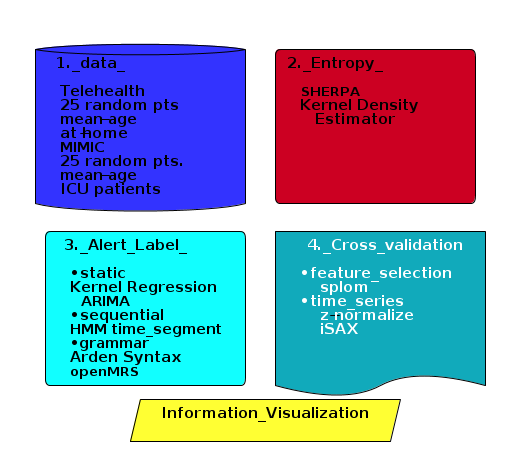 1._data_
Telehealth
25 random pts
mean-age
at-home
MIMIC
25 random pts.
mean-age
ICU patients
2._Entropy_
SHERPA
Kernel Density
Estimator
3._Alert_Label_
•static
Kernel Regression
ARIMA
•sequential
HMM time_segment
•grammar
Arden Syntax
openMRS
4._Cross_validation
•feature_selection
splom
•time_series
z-normalize
iSAX
Information_Visualization